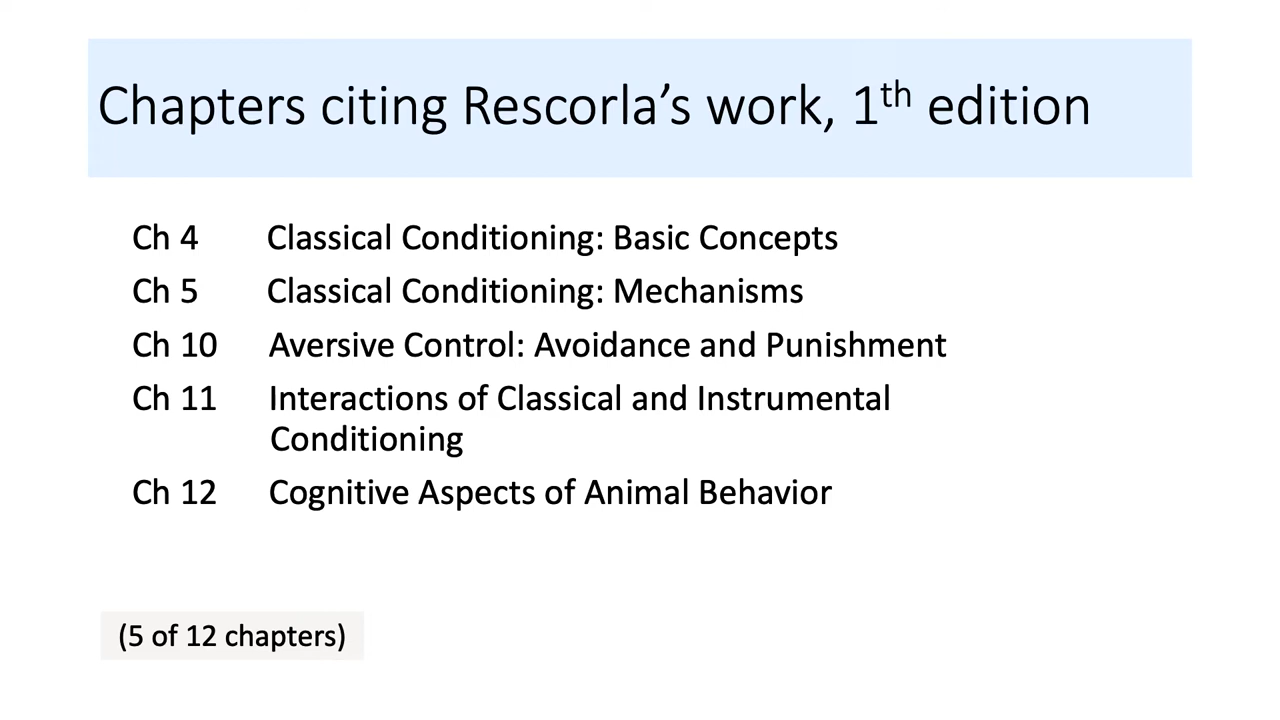 Chapters citing Rescorla’s work, 1th edition
Ch 4 Classical Conditioning: Basic Concepts
Ch 5 Classical Conditioning: Mechanisms
Ch 10 Aversive Control: Avoidance and Punishment
Ch 11 Interactions of Classical and Instrumental
Conditioning
Ch 12 Cognitive Aspects of Animal Behavior
(5 of 12 chapters)